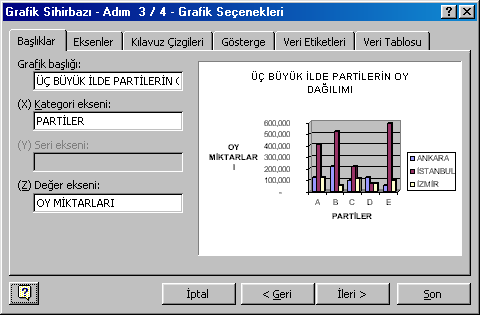 Grafik Sihirbazı - Adım 3 / 4 - Grafik Seçenekleri
Başlıklar
Eksenler
Kılavuz Çizgileri
Gösterge
Veri Etiketleri
Veri Tablosu
Grafik başlığı:
ÜÇ BÜYÜK İLDE PARTİLERİN
(X) Kategori ekseni:
PARTİLER
(Y) Seri ekseni:
(Z) Değer ekseni:
OY MİKTARLARI
ÜÇ BÜYÜK İLDE PARTİLERİN OY
DAĞILIMI
600,000
500,000
400,000
300,000
200,000
100,000
-
OY
MİKTARLAR
I
A B C D E
PARTİLER
ANKARA
İSTANBUL
İZMİR
İptal
< Geri
İleri >
Son